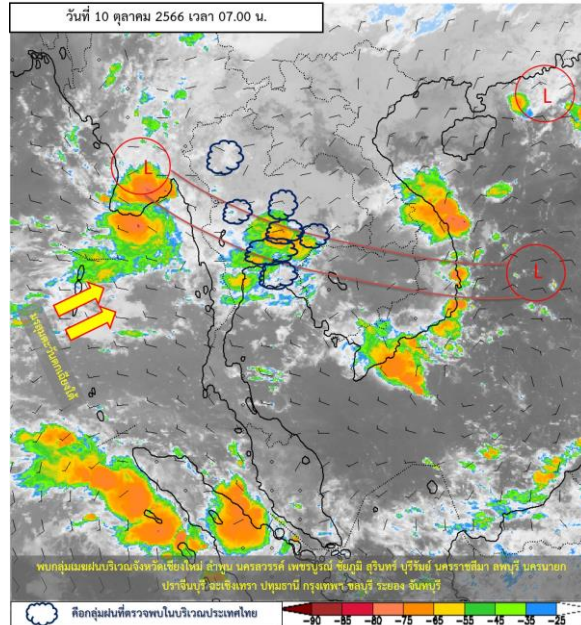 วันที่ 10 ตุลาคม 2566 เวลา 07.00 น.
L
L
L
มรสุมตะวันตกเฉียงใต้
พบกลุ่มเมฆฝนบริเวณจังหวัดเชียงใหม่ ลำพูน นครสวรรค์ เพชรบูรณ์ ชัยภูมิ สุรินทร์ บุรีรัมย์ นครราชสีมา ลพบุรี นครนายก
ปราจีนบุรี ฉะเชิงเทรา ปทุมธานี กรุงเทพฯ ชลบุรี ระยอง จันทบุรี
คือกลุ่มฝนที่ตรวจพบในบริเวณประเทศไทย
-90 -85 -80 -75 -65 -55 -45 -35 -25